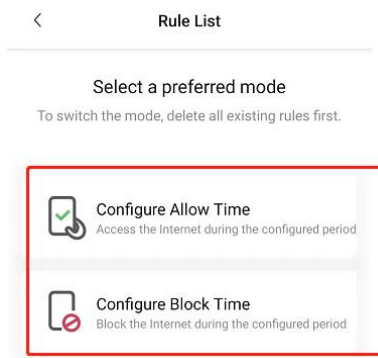 Rule List
Select a preferred mode
To switch the mode, delete all existing rules first.
Configure Allow Time
Access the Internet during the configured period
Configure Block Time
Block the Internet during the configured period